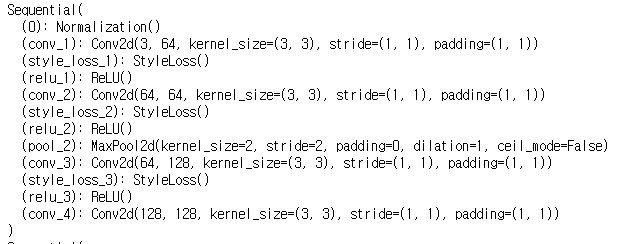 Sequential(
(0): Normalization()
(conv_1): Conv2d(3, 64, kernel_size=(3, 3), stride=(1, 1), padding=(1, 1))
(style_loss_1): StyleLoss()
(relu_1): ReLU()
(conv_2): Conv2d(64, 64, kernel_size=(3, 3), stride=(1, 1), padding=(1, 1))
(style_loss_2): StyleLoss()
(relu_2): ReLU()
(pool_2): MaxPool2d(kernel_size=2, stride=2, padding=0, dilation=1, ceil_mode=False)
(conv_3): Conv2d(64, 128, kernel_size=(3, 3), stride=(1, 1), padding=(1, 1))
(style_loss_3): StyleLoss()
(relu_3): ReLU()
(conv_4): Conv2d(128, 128, kernel_size=(3, 3), stride=(1, 1), padding=(1, 1))
)